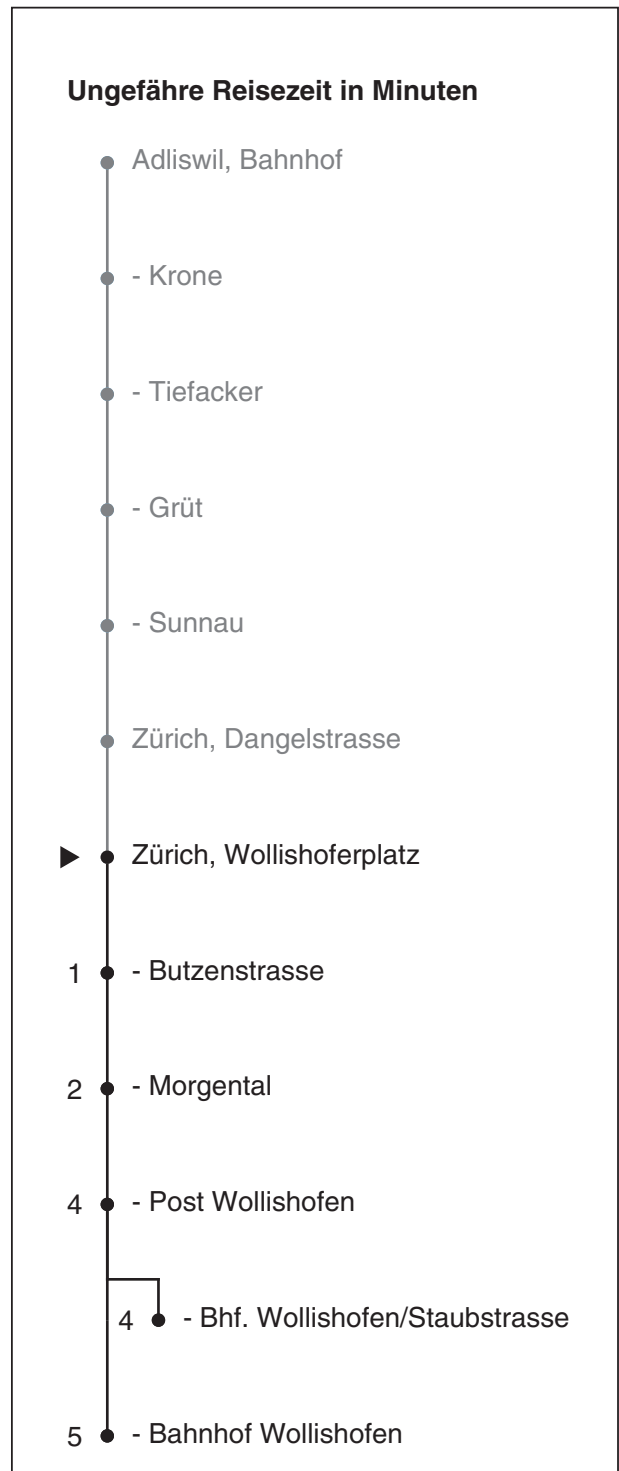 Ungefähre Reisezeit in Minuten
Adliswil, Bahnhof
- Krone
- Tiefacker
- Grüt
- Sunnau
Zürich, Dangelstrasse
Zürich, Wollishoferplatz
1 - Butzenstrasse
2 - Morgental
4 - Post Wollishofen
4 - Bhf. Wollishofen/Staubstrasse
5 - Bahnhof Wollishofen